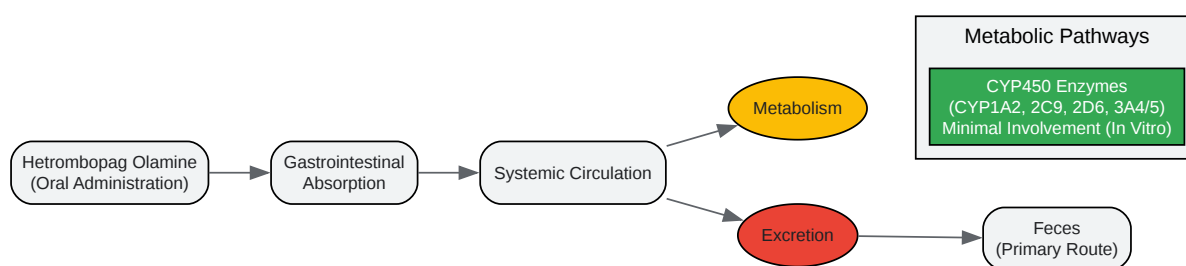 Hetrombopag Olamine
(Oral Administration)
Gastrointestinal
Absorption
Systemic Circulation
Metabolism
Excretion
Feces
(Primary Route)
Metabolic Pathways
CYP450 Enzymes
(CYP1A2, 2C9, 2D6, 3A4/5)
Minimal Involvement (In Vitro)